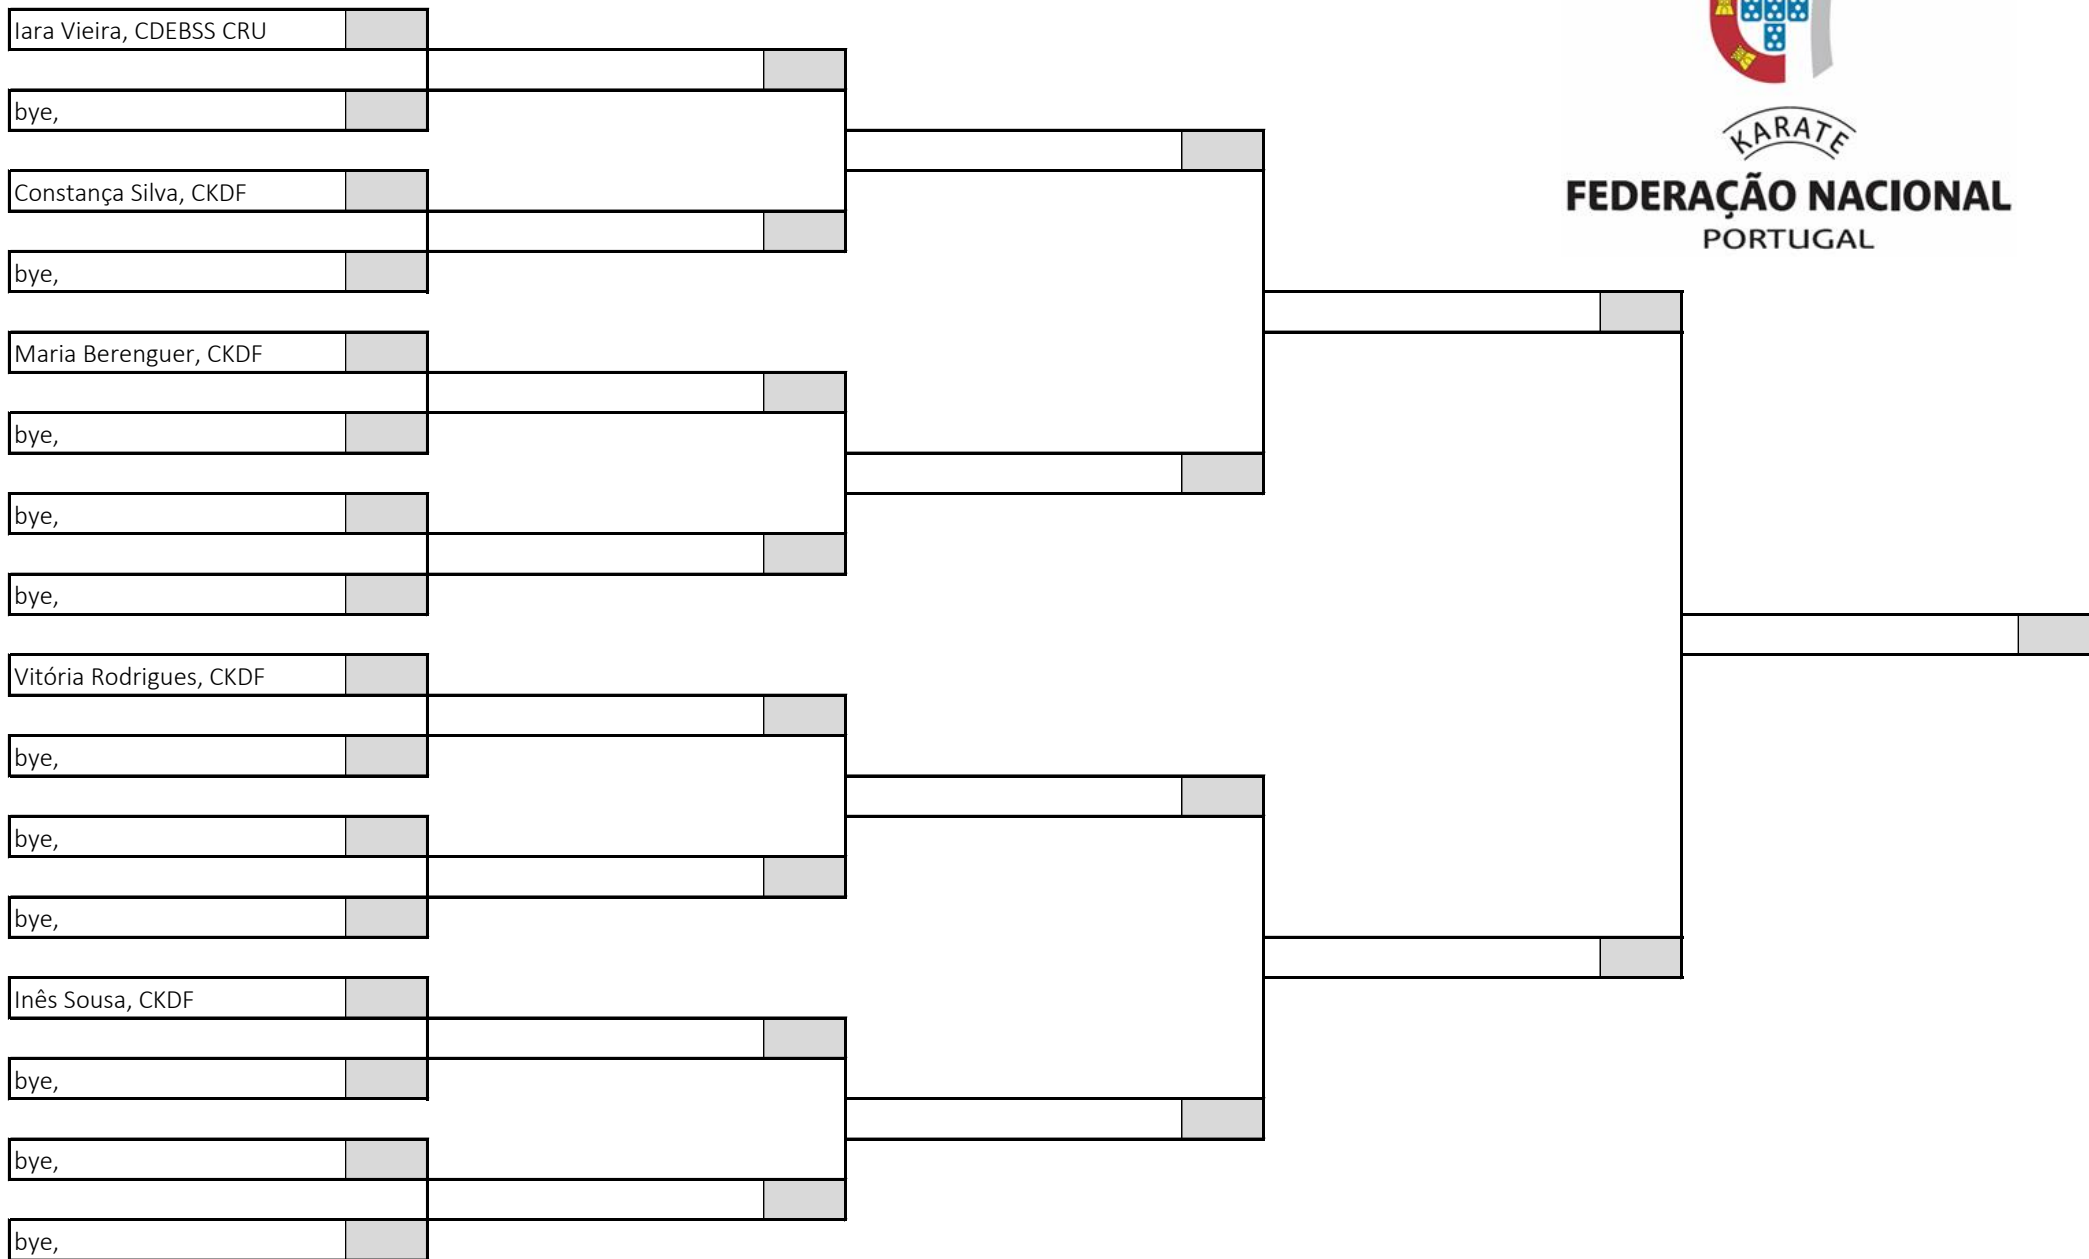 Iara Vieira, CDEBSS CRU
bye,
Constança Silva, CKDF
bye,
Maria Berenguer, CKDF
bye,
bye,
bye,
Vitória Rodrigues, CKDF
bye,
bye,
bye,
Inês Sousa, CKDF
bye,
bye,
bye,
KARATE
FEDERAÇÃO NACIONAL
PORTUGAL